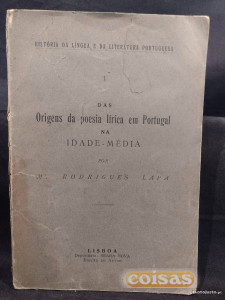 HISTÓRIA DA LÍNGUA E DA LITERATURA PORTUGUESA
I
DAS
Origens da poesia lírica em Portugal
NA
IDADE-MÉDIA
POR
M. RODRIGUES LAPA
LISBOA
coisas